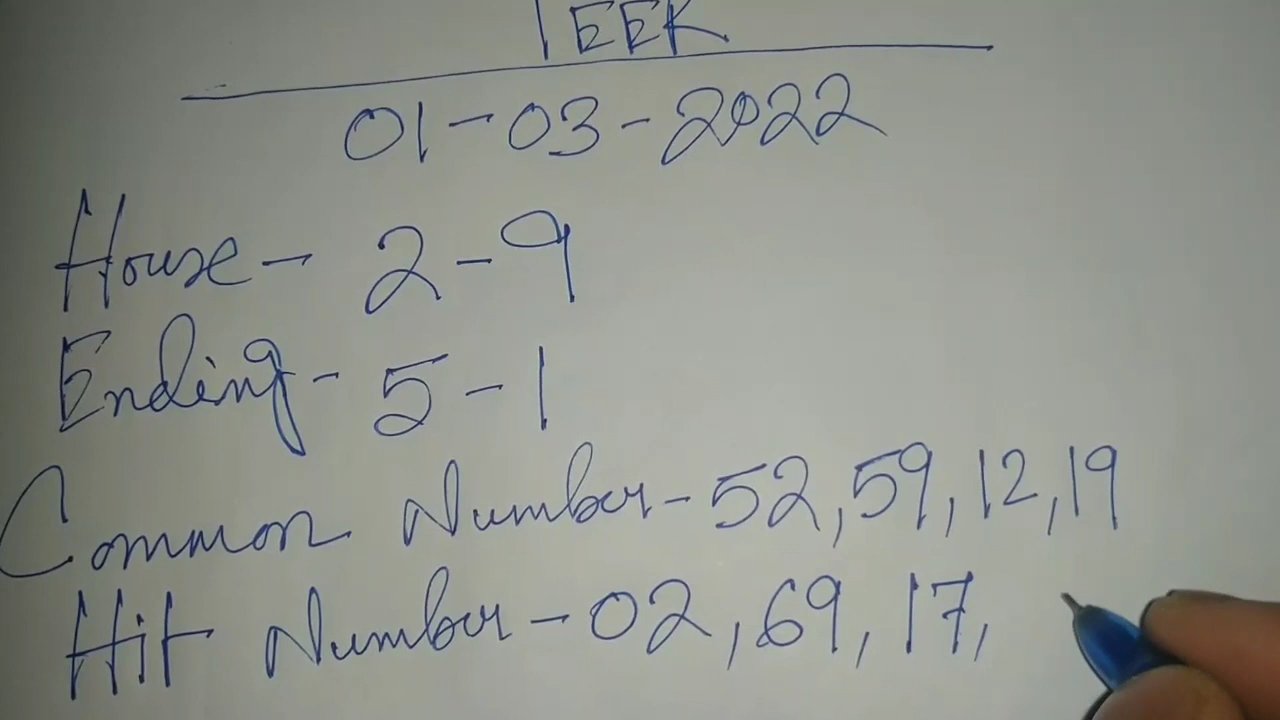 TEEK
01-03-2022
House - 2-9
Ending - 5-1
Common Number - 52, 59, 12, 19
Hit Number - 02, 69, 17,